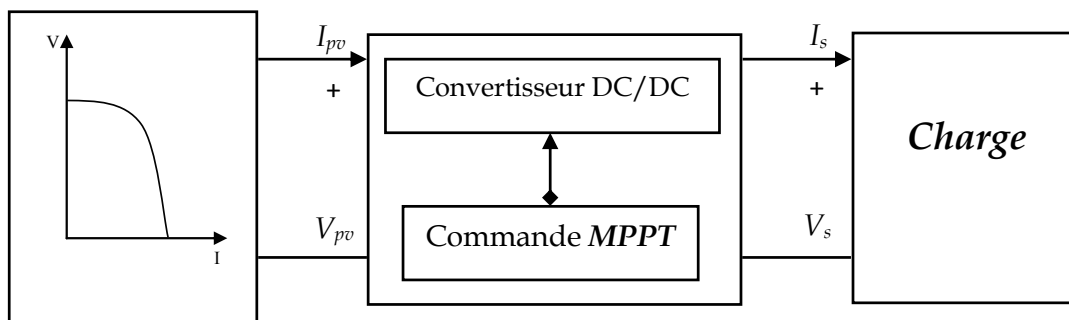 V
I
I_pv
+
V_pv
Convertisseur DC/DC
Commande MPPT
I_s
+
V_s
Charge